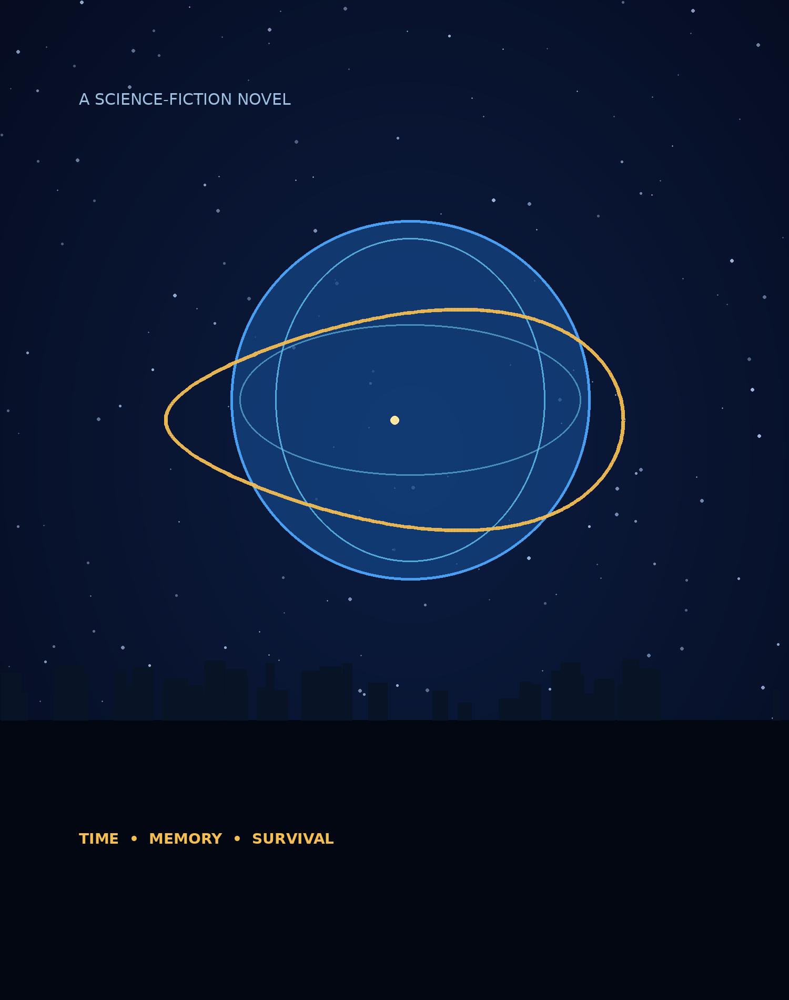 A SCIENCE-FICTION NOVEL
TIME • MEMORY • SURVIVAL